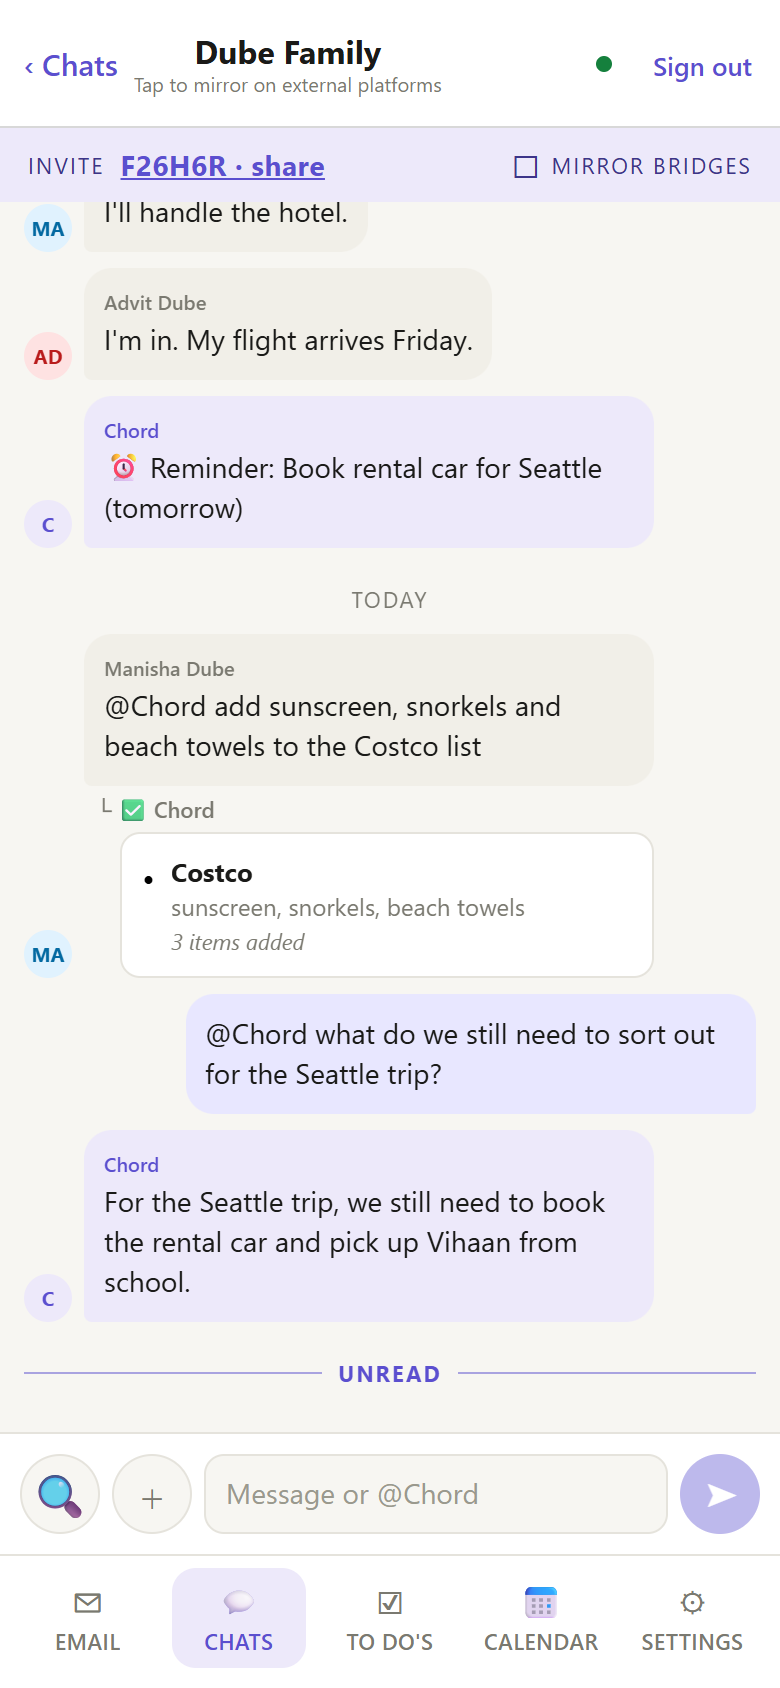 ‹ Chats
Dube Family
Tap to mirror on external platforms
Sign out
INVITE F26H6R · share
MIRROR BRIDGES
I'll handle the hotel.
MA
Advit Dube
I'm in. My flight arrives Friday.
AD
Chord
⏰ Reminder: Book rental car for Seattle
(tomorrow)
C
TODAY
Manisha Dube
@Chord add sunscreen, snorkels and
beach towels to the Costco list
└ ✅ Chord
• Costco
sunscreen, snorkels, beach towels
3 items added
MA
@Chord what do we still need to sort out
for the Seattle trip?
Chord
For the Seattle trip, we still need to book
the rental car and pick up Vihaan from
school.
C
UNREAD
Message or @Chord
EMAIL
CHATS
TO DO'S
CALENDAR
SETTINGS